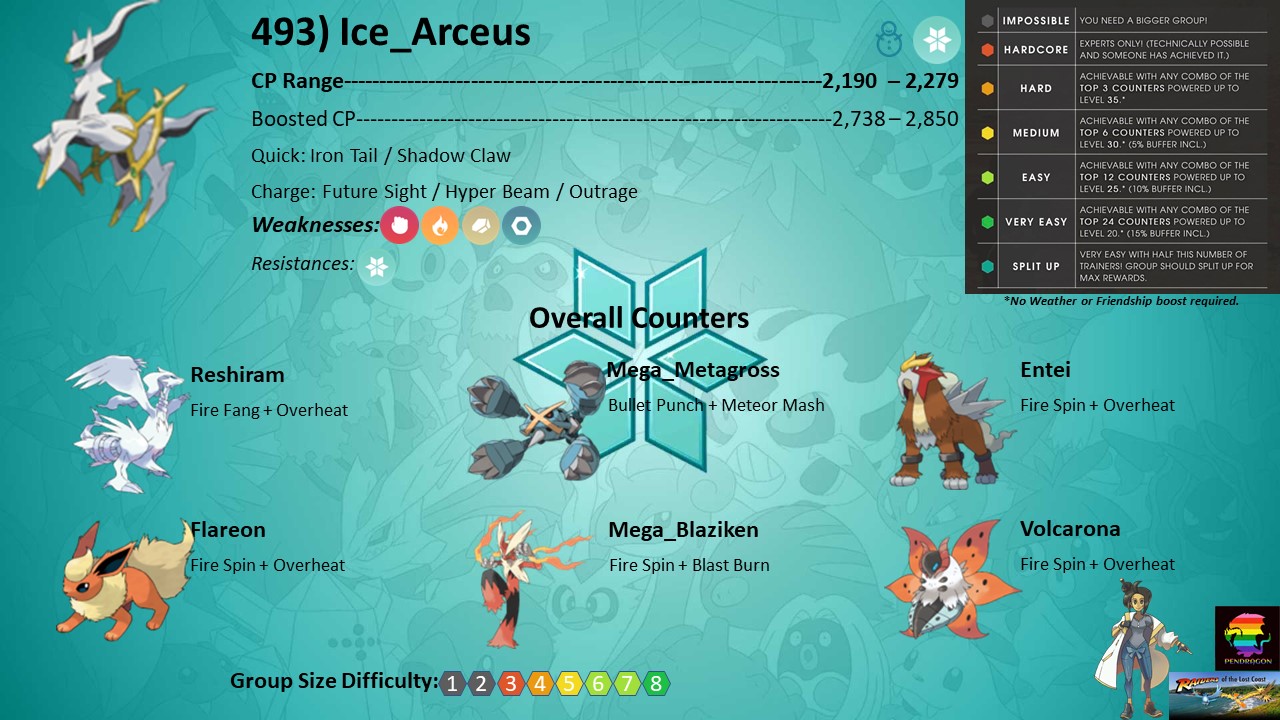 493) Ice_Arceus
CP Range--------------------------------------------------------------------------------2,190 – 2,279
Boosted CP--------------------------------------------------------------------------------2,738 – 2,850
Quick: Iron Tail / Shadow Claw
Charge: Future Sight / Hyper Beam / Outrage
Weaknesses:
Resistances:
IMPOSSIBLE YOU NEED A BIGGER GROUP!
HARDCORE EXPERTS ONLY! (TECHNICALLY POSSIBLE
AND SOMEONE HAS ACHIEVED IT.)
HARD ACHIEVABLE WITH ANY COMBO OF THE
TOP 3 COUNTERS POWERED UP TO
LEVEL 35.*
MEDIUM ACHIEVABLE WITH ANY COMBO OF THE
TOP 6 COUNTERS POWERED UP TO
LEVEL 30.* (5% BUFFER INCL.)
EASY ACHIEVABLE WITH ANY COMBO OF THE
TOP 12 COUNTERS POWERED UP TO
LEVEL 25.* (10% BUFFER INCL.)
VERY EASY ACHIEVABLE WITH ANY COMBO OF THE
TOP 24 COUNTERS POWERED UP TO
LEVEL 20.* (15% BUFFER INCL.)
SPLIT UP VERY EASY WITH HALF THIS NUMBER OF
TRAINERS! GROUP SHOULD SPLIT UP FOR
MAX REWARDS.
*No Weather or Friendship boost required.
Overall Counters
Reshiram
Fire Fang + Overheat
Mega_Metagross
Bullet Punch + Meteor Mash
Entei
Fire Spin + Overheat
Flareon
Fire Spin + Overheat
Mega_Blaziken
Fire Spin + Blast Burn
Volcarona
Fire Spin + Overheat
Group Size Difficulty: 1 2 3 4 5 6 7 8
PENDRAGON
RAIDERS of the Lost Coast